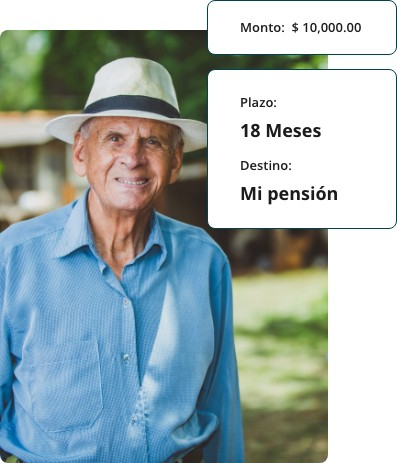 Monto: $ 10,000.00
Plazo:
18 Meses
Destino:
Mi pensión